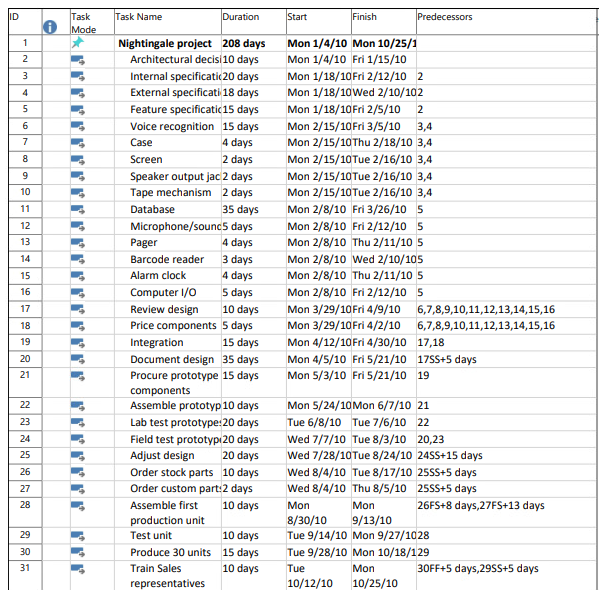 ID Task Mode Task Name Duration Start Finish Predecessors
1 Nightingale project 208 days Mon 1/4/10 Mon 10/25/1
2 Architectural decis 10 days Mon 1/4/10 Fri 1/15/10
3 Internal specificati 20 days Mon 1/18/10 Fri 2/12/10 2
4 External specificati 18 days Mon 1/18/10 Wed 2/10/10 2
5 Feature specificatic 15 days Mon 1/18/10 Fri 2/5/10 2
6 Voice recognition 15 days Mon 2/15/10 Fri 3/5/10 3,4
7 Case 4 days Mon 2/15/10 Thu 2/18/10 3,4
8 Screen 2 days Mon 2/15/10 Tue 2/16/10 3,4
9 Speaker output jac 2 days Mon 2/15/10 Tue 2/16/10 3,4
10 Tape mechanism 2 days Mon 2/15/10 Tue 2/16/10 3,4
11 Database 35 days Mon 2/8/10 Fri 3/26/10 5
12 Microphone/sound 5 days Mon 2/8/10 Fri 2/12/10 5
13 Pager 4 days Mon 2/8/10 Thu 2/11/10 5
14 Barcode reader 3 days Mon 2/8/10 Wed 2/10/10 5
15 Alarm clock 4 days Mon 2/8/10 Thu 2/11/10 5
16 Computer I/O 5 days Mon 2/8/10 Fri 2/12/10 5
17 Review design 10 days Mon 3/29/10 Fri 4/9/10 6,7,8,9,10,11,12,13,14,15,16
18 Price components 5 days Mon 3/29/10 Fri 4/2/10 6,7,8,9,10,11,12,13,14,15,16
19 Integration 15 days Mon 4/12/10 Fri 4/30/10 17,18
20 Document design 35 days Mon 4/5/10 Fri 5/21/10 17SS+5 days
21 Procure prototype components 15 days Mon 5/3/10 Fri 5/21/10 19
22 Assemble prototyp 10 days Mon 5/24/10 Mon 6/7/10 21
23 Lab test prototypes 20 days Tue 6/8/10 Tue 7/6/10 22
24 Field test prototyp 20 days Wed 7/7/10 Tue 8/3/10 20,23
25 Adjust design 20 days Wed 7/28/10 Tue 8/24/10 24SS+15 days
26 Order stock parts 10 days Wed 8/4/10 Tue 8/17/10 25SS+5 days
27 Order custom parts 2 days Wed 8/4/10 Thu 8/5/10 25SS+5 days
28 Assemble first production unit 10 days Mon 8/30/10 Mon 9/13/10 26FS+8 days,27FS+13 days
29 Test unit 10 days Tue 9/14/10 Mon 9/27/10 28
30 Produce 30 units 15 days Tue 9/28/10 Mon 10/18/1 29
31 Train Sales representatives 10 days Tue 10/12/10 Mon 10/25/10 30FF+5 days,29SS+5 days